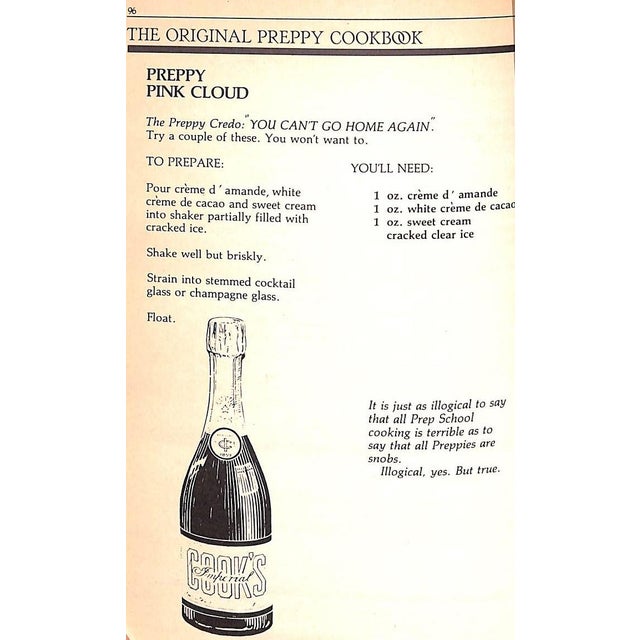 96
THE ORIGINAL PREPPY COOKBOOK
PREPPY
PINK CLOUD
The Preppy Credo: "YOU CAN'T GO HOME AGAIN".
Try a couple of these. You won't want to.
TO PREPARE:
Pour crème d' amande, white
crème de cacao and sweet cream
into shaker partially filled with
cracked ice.
Shake well but briskly.
Strain into stemmed cocktail
glass or champagne glass.
Float.
YOU'LL NEED:
1 oz. crème d' amande
1 oz. white crème de cacao
1 oz. sweet cream
cracked clear ice
It is just as illogical to say
that all Prep School
cooking is terrible as to
say that all Preppies are
snobs.
Illogical, yes. But true.
COOK'S
Imperial